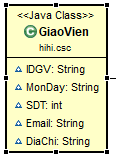 <<Java Class>>
GiaoVien
hihi.csc
IDGV: String
MonDay: String
SDT: int
Email: String
DiaChi: String